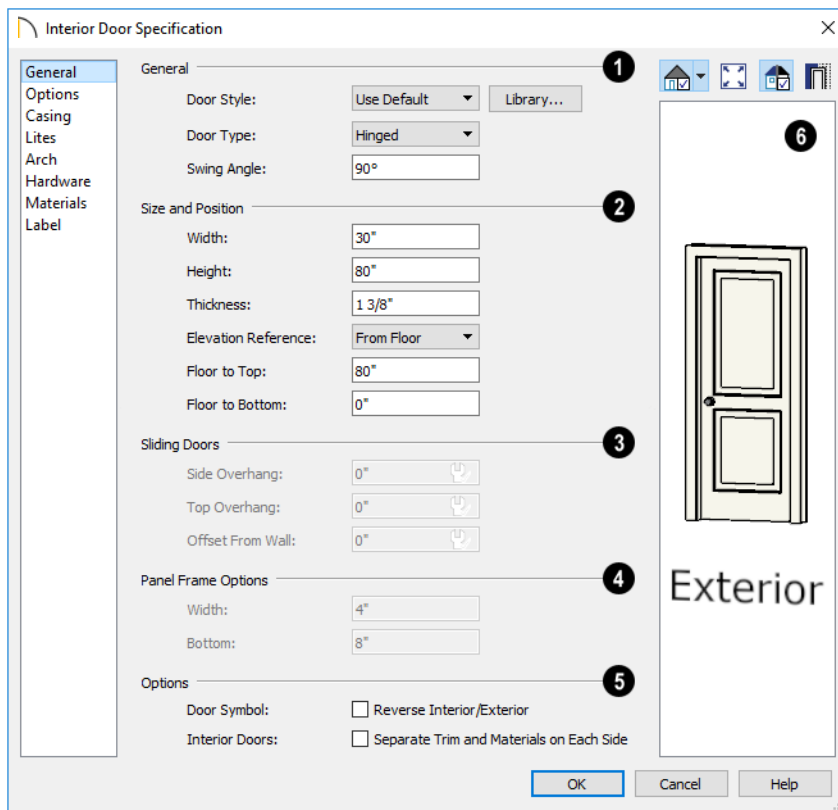 Interior Door Specification
General
Options
Casing
Lites
Arch
Hardware
Materials
Label
General 1
Door Style: Use Default Library...
Door Type: Hinged
Swing Angle: 90°
Size and Position 2
Width: 30"
Height: 80"
Thickness: 1 3/8"
Elevation Reference: From Floor
Floor to Top: 80"
Floor to Bottom: 0"
Sliding Doors 3
Side Overhang: 0"
Top Overhang: 0"
Offset From Wall: 0"
Panel Frame Options 4
Width: 4"
Bottom: 8"
Options 5
Door Symbol: Reverse Interior/Exterior
Interior Doors: Separate Trim and Materials on Each Side
6
Exterior
OK Cancel Help